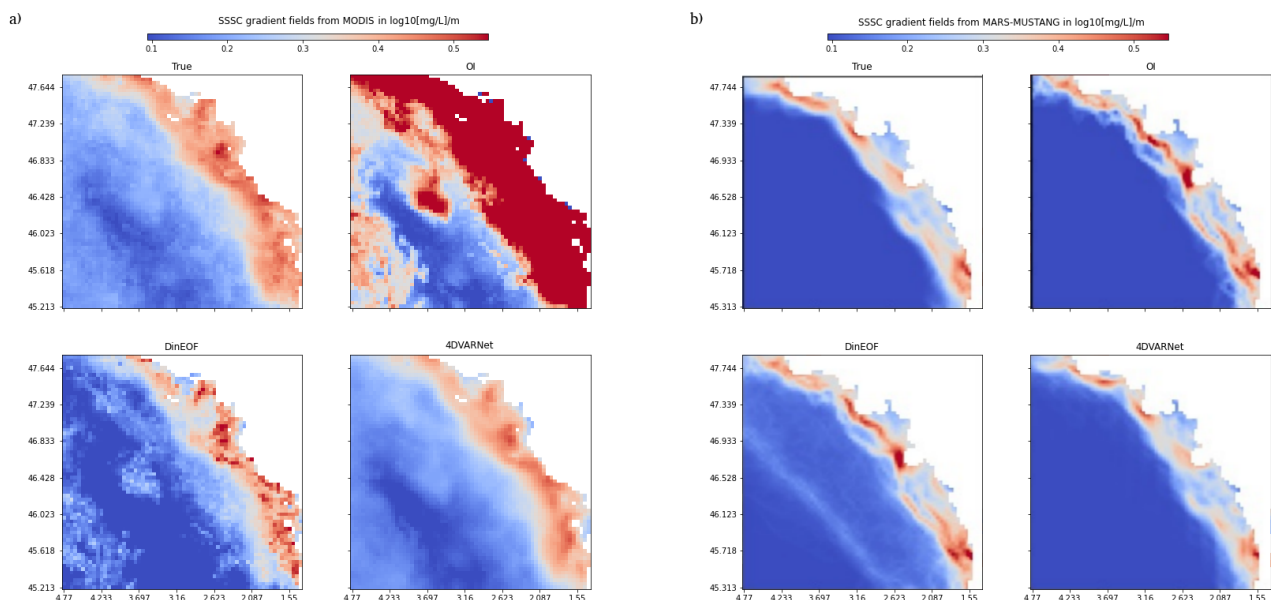 a)
SSSC gradient fields from MODIS in log10[mg/L]/m
0.1 0.2 0.3 0.4 0.5
True OI
47.644
47.239
46.833
46.428
46.023
45.618
45.213
DinEOF 4DVARNet
47.644
47.239
46.833
46.428
46.023
45.618
45.213
4.77 4.233 3.697 3.16 2.623 2.087 1.55 4.77 4.233 3.697 3.16 2.623 2.087 1.55
b)
SSSC gradient fields from MARS-MUSTANG in log10[mg/L]/m
0.1 0.2 0.3 0.4 0.5
True OI
47.744
47.339
46.933
46.528
46.123
45.718
45.313
DinEOF 4DVARNet
47.744
47.339
46.933
46.528
46.123
45.718
45.313
4.77 4.233 3.697 3.16 2.623 2.087 1.55 4.77 4.233 3.697 3.16 2.623 2.087 1.55